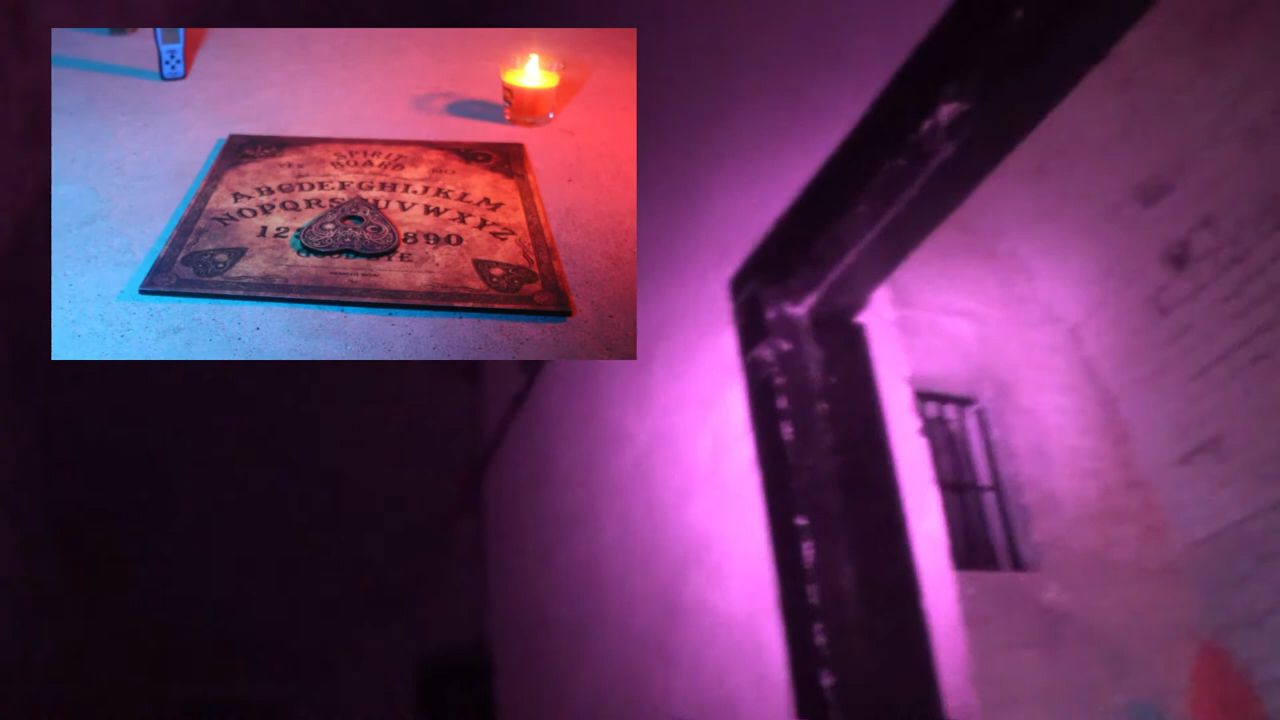 SPIRIT
BOARD
ABCDEFGHIJKLM
NOPQRS UVWXYZ
12 890